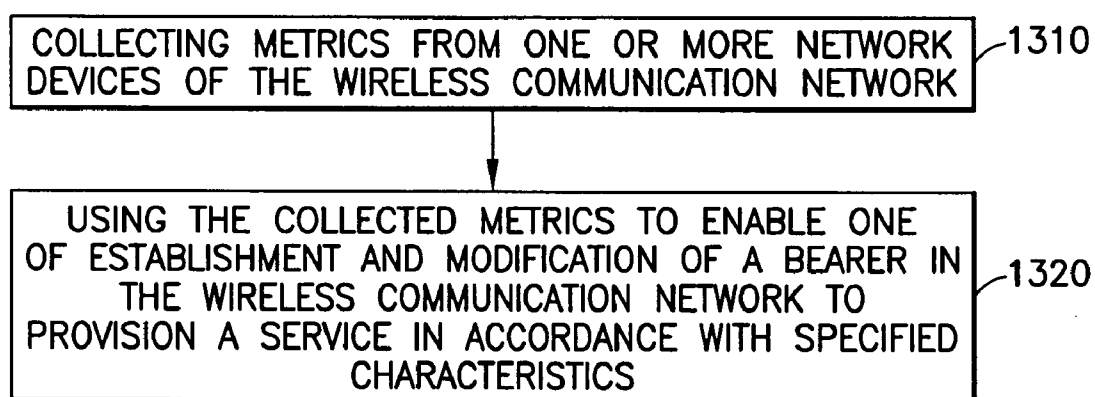 COLLECTING METRICS FROM ONE OR MORE NETWORK
DEVICES OF THE WIRELESS COMMUNICATION NETWORK
1310
USING THE COLLECTED METRICS TO ENABLE ONE
OF ESTABLISHMENT AND MODIFICATION OF A BEARER IN
THE WIRELESS COMMUNICATION NETWORK TO
PROVISION A SERVICE IN ACCORDANCE WITH SPECIFIED
CHARACTERISTICS
1320